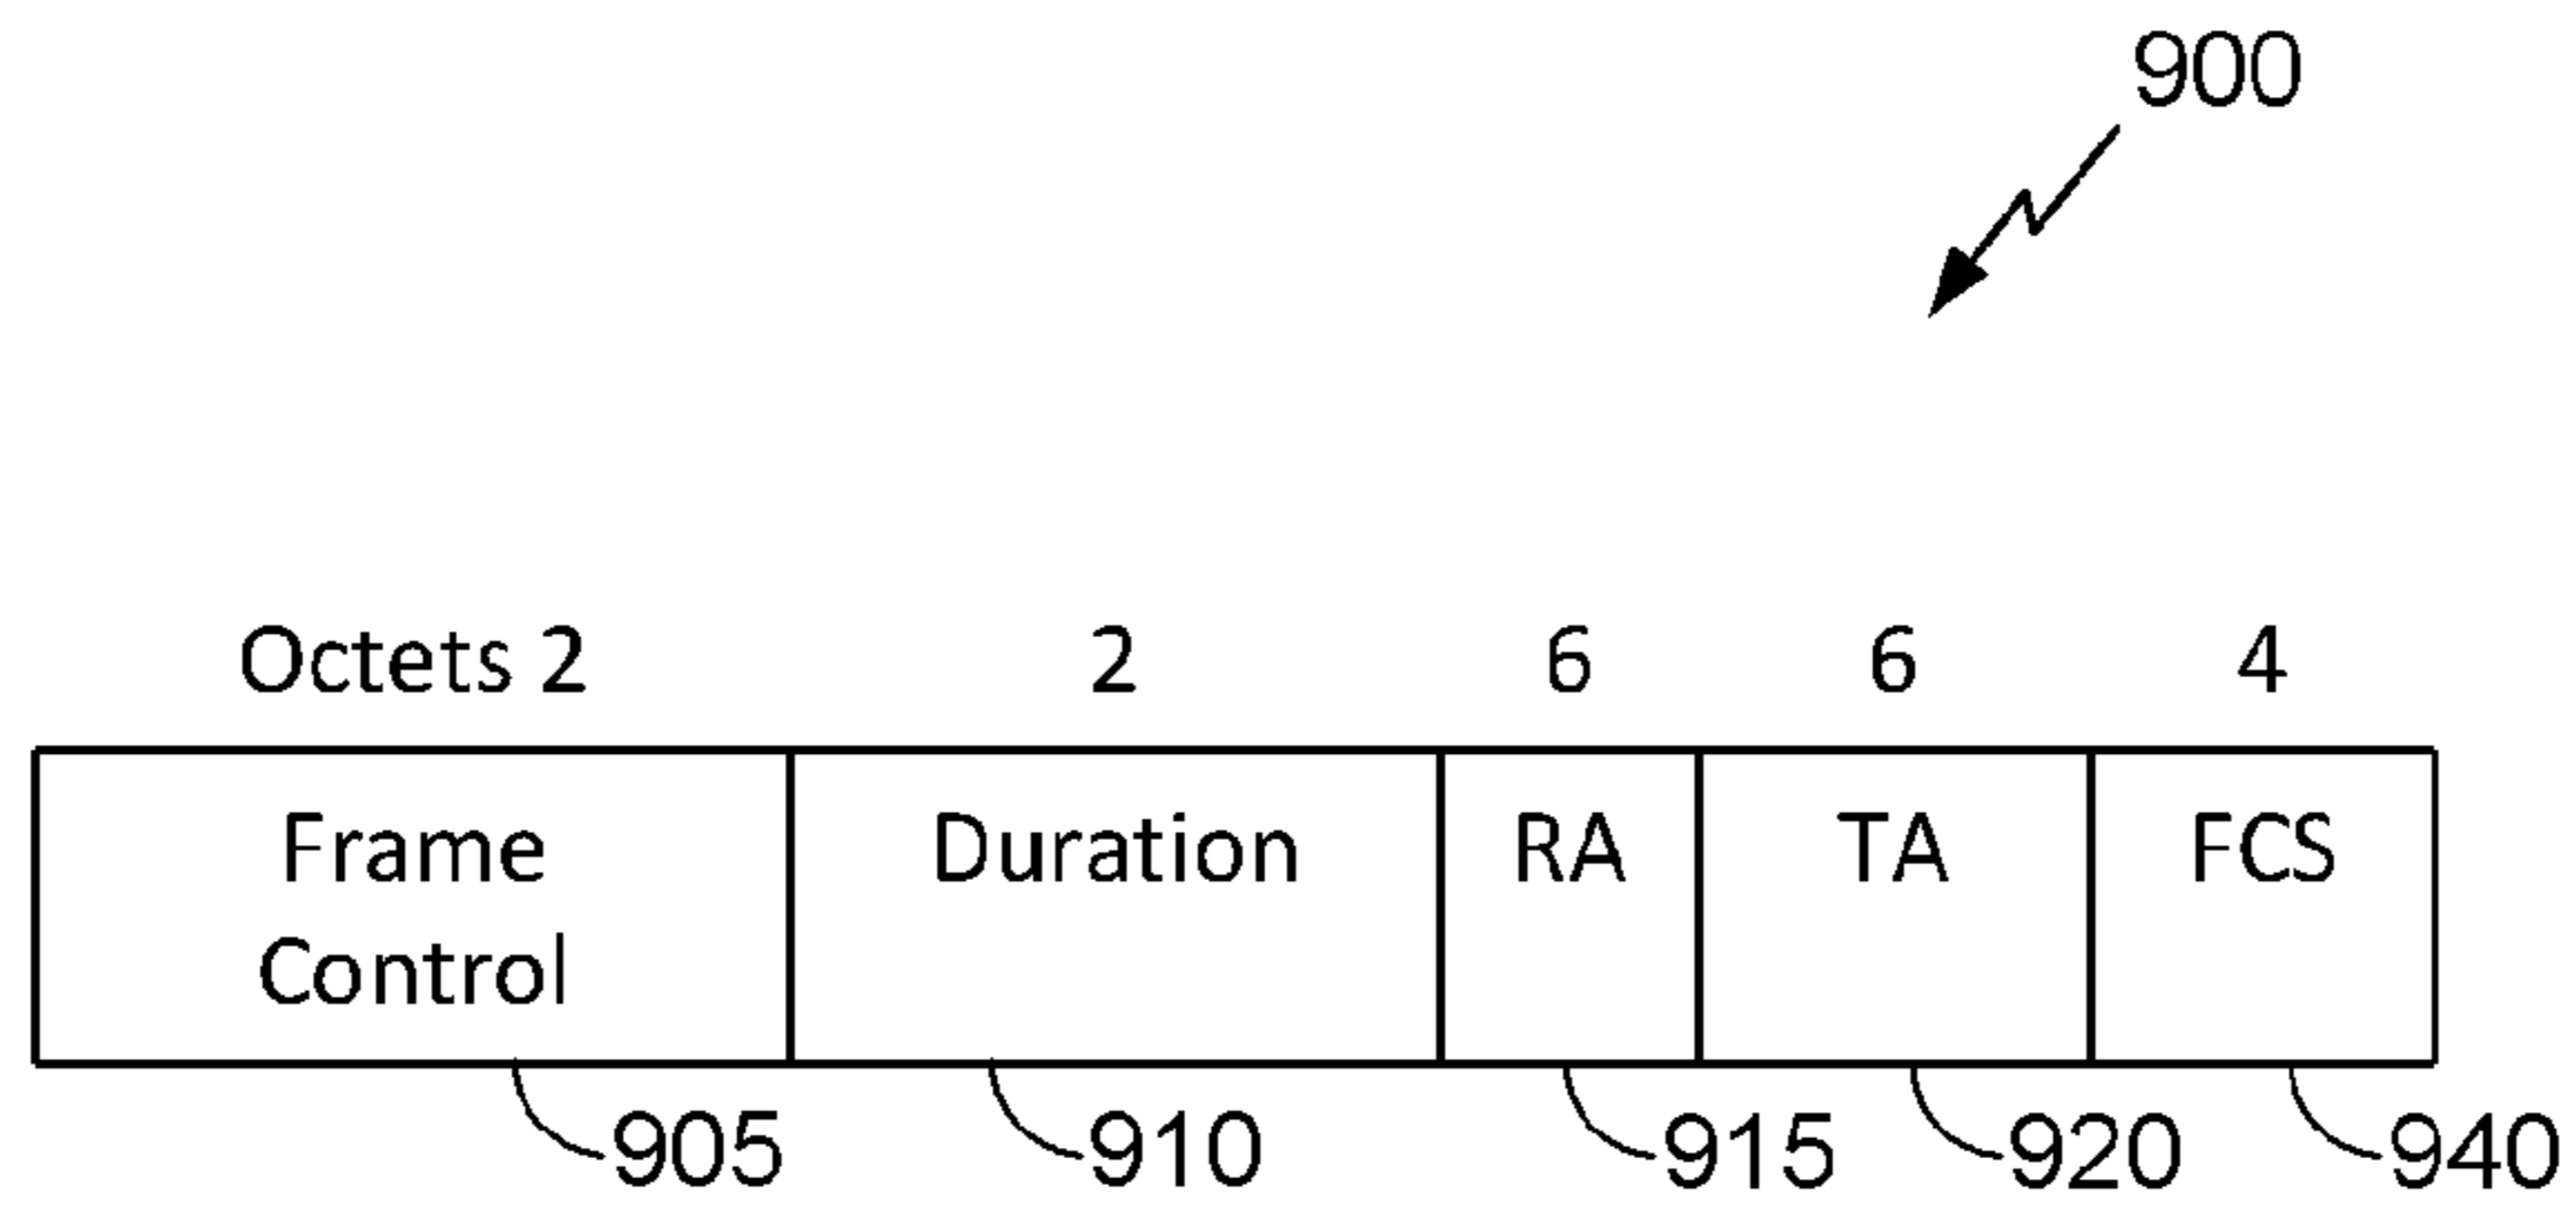 900
Octets 2 2 6 6 4
Frame Duration RA TA FCS
Control
905 910 915 920 940